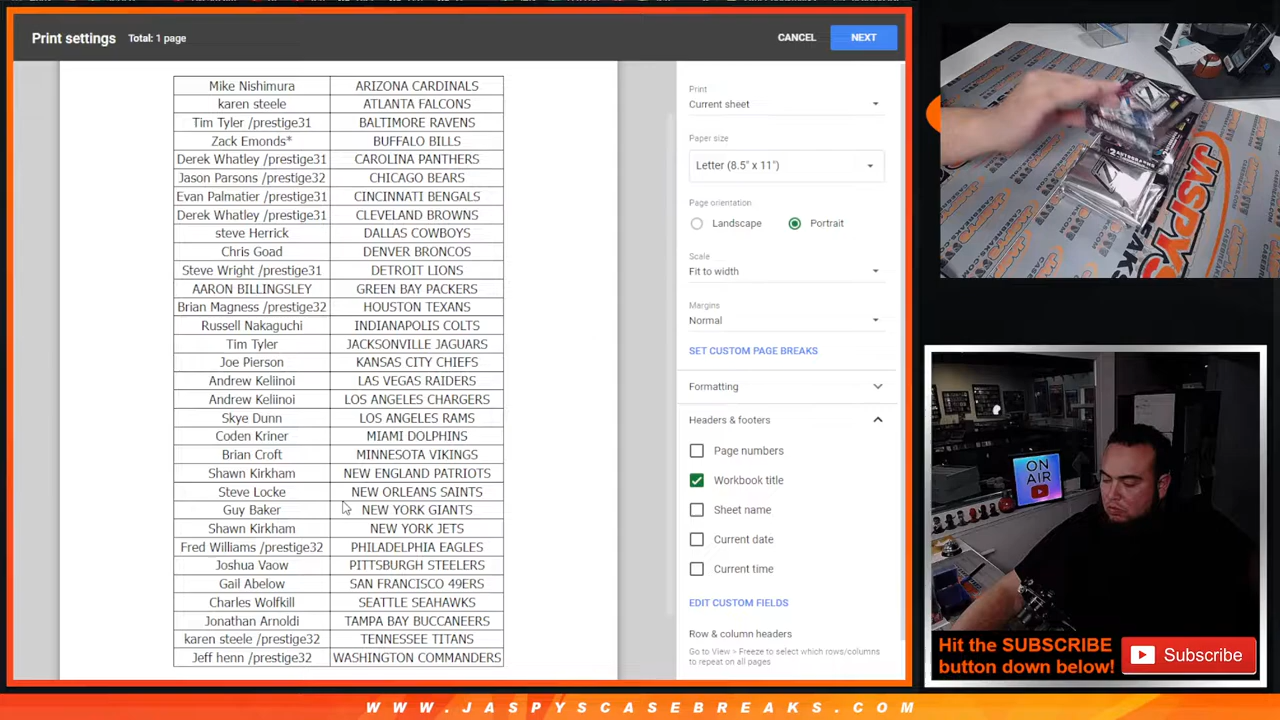 Print settings Total: 1 page CANCEL NEXT
Mike Nishimura ARIZONA CARDINALS
karen steele ATLANTA FALCONS
Tim Tyler /prestige31 BALTIMORE RAVENS
Zack Emonds* BUFFALO BILLS
Derek Whatley /prestige31 CAROLINA PANTHERS
Jason Parsons /prestige32 CHICAGO BEARS
Evan Palmatier /prestige31 CINCINNATI BENGALS
Derek Whatley /prestige31 CLEVELAND BROWNS
steve Herrick DALLAS COWBOYS
Chris Goad DENVER BRONCOS
Steve Wright /prestige31 DETROIT LIONS
AARON BILLINGSLEY GREEN BAY PACKERS
Brian Magness /prestige32 HOUSTON TEXANS
Russell Nakaguchi INDIANAPOLIS COLTS
Tim Tyler JACKSONVILLE JAGUARS
Joe Pierson KANSAS CITY CHIEFS
Andrew Keliinoi LAS VEGAS RAIDERS
Andrew Keliinoi LOS ANGELES CHARGERS
Skye Dunn LOS ANGELES RAMS
Coden Kriner MIAMI DOLPHINS
Brian Croft MINNESOTA VIKINGS
Shawn Kirkham NEW ENGLAND PATRIOTS
Steve Locke NEW ORLEANS SAINTS
Guy Baker NEW YORK GIANTS
Shawn Kirkham NEW YORK JETS
Fred Williams /prestige32 PHILADELPHIA EAGLES
Joshua Vaow PITTSBURGH STEELERS
Gail Abelow SAN FRANCISCO 49ERS
Charles Wolfkill SEATTLE SEAHAWKS
Jonathan Arnoldi TAMPA BAY BUCCANEERS
karen steele /prestige32 TENNESSEE TITANS
Jeff henn /prestige32 WASHINGTON COMMANDERS
Print
Current sheet
Paper size
Letter (8.5" x 11")
Page orientation
Landscape Portrait
Scale
Fit to width
Margins
Normal
SET CUSTOM PAGE BREAKS
Formatting
Headers & footers
Page numbers
Workbook title
Sheet name
Current date
Current time
EDIT CUSTOM FIELDS
Row & column headers
Go to View > Freeze to select which rows/columns
to repeat on all pages
JASPYS
CASEBREAKS.COM
ON
AIR
Hit the SUBSCRIBE
button down below!
Subscribe
WWW.JASPYSCASEBREAKS.COM